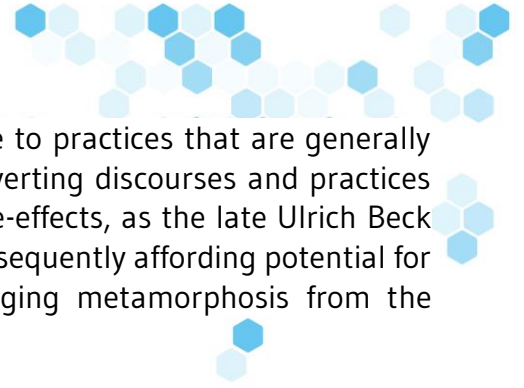 to practices that are generally
verting discourses and practices
e-effects, as the late Ulrich Beck
sequently affording potential for
ging metamorphosis from the